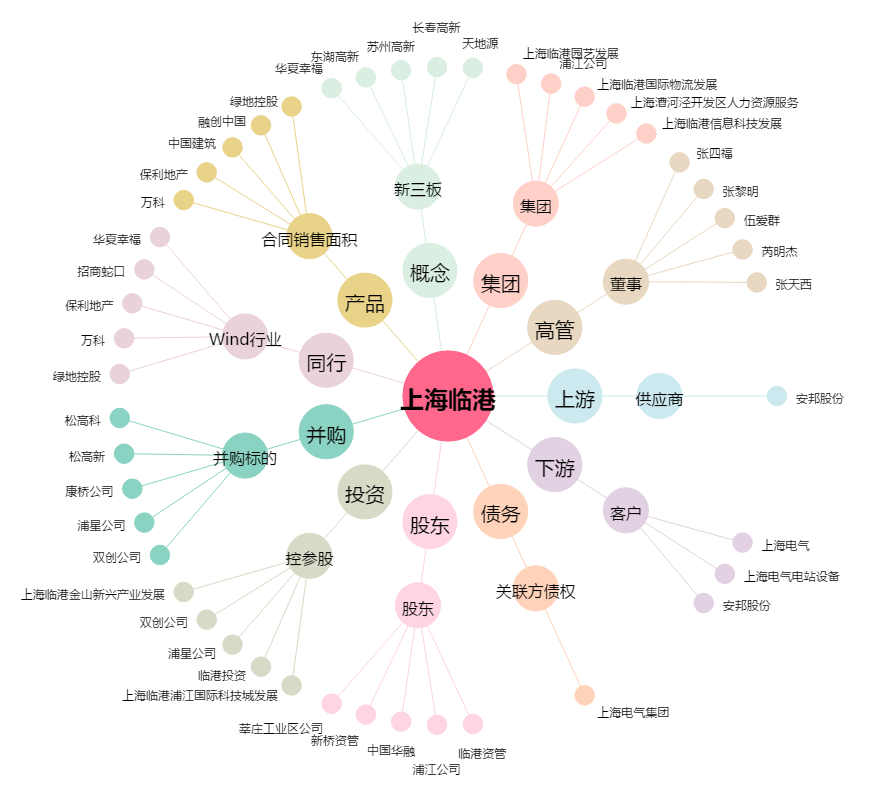 长春高新
苏州高新
天地源
东湖高新
华夏幸福
上海临港园艺发展
浦江公司
上海临港国际物流发展
上海漕河泾开发区人力资源服务
上海临港信息科技发展
绿地控股
融创中国
中国建筑
保利地产
万科
新三板
集团
张四福
张黎明
伍爱群
芮明杰
张天西
董事
合同销售面积
华夏幸福
招商蛇口
保利地产
万科
绿地控股
概念
集团
产品
高管
Wind行业
同行
上海临港
上游
供应商
安邦股份
松高科
松高新
康桥公司
浦星公司
双创公司
并购标的
并购
下游
客户
上海电气
上海电气电站设备
安邦股份
投资
股东
债务
控参股
关联方债权
股东
上海临港金山新兴产业发展
双创公司
浦星公司
临港投资
上海临港浦江国际科技城发展
上海电气集团
莘庄工业区公司
新桥资管
中国华融
浦江公司
临港资管